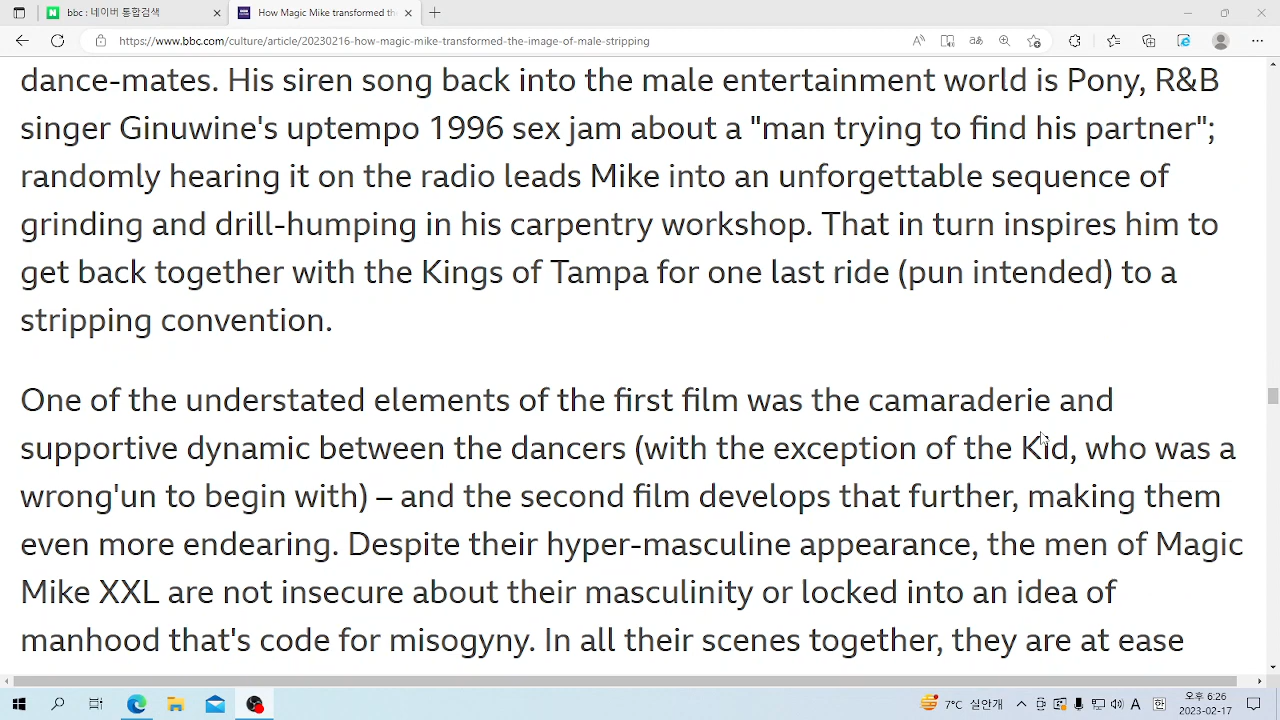 bbc : 네이버 통합검색
How Magic Mike transformed th
https://www.bbc.com/culture/article/20230216-how-magic-mike-transformed-the-image-of-male-stripping
dance-mates. His siren song back into the male entertainment world is Pony, R&B
singer Ginuwine's uptempo 1996 sex jam about a "man trying to find his partner";
randomly hearing it on the radio leads Mike into an unforgettable sequence of
grinding and drill-humping in his carpentry workshop. That in turn inspires him to
get back together with the Kings of Tampa for one last ride (pun intended) to a
stripping convention.
One of the understated elements of the first film was the camaraderie and
supportive dynamic between the dancers (with the exception of the Kid, who was a
wrong'un to begin with) – and the second film develops that further, making them
even more endearing. Despite their hyper-masculine appearance, the men of Magic
Mike XXL are not insecure about their masculinity or locked into an idea of
manhood that's code for misogyny. In all their scenes together, they are at ease
7°C 실안개
A
오후 6:26
2023-02-17